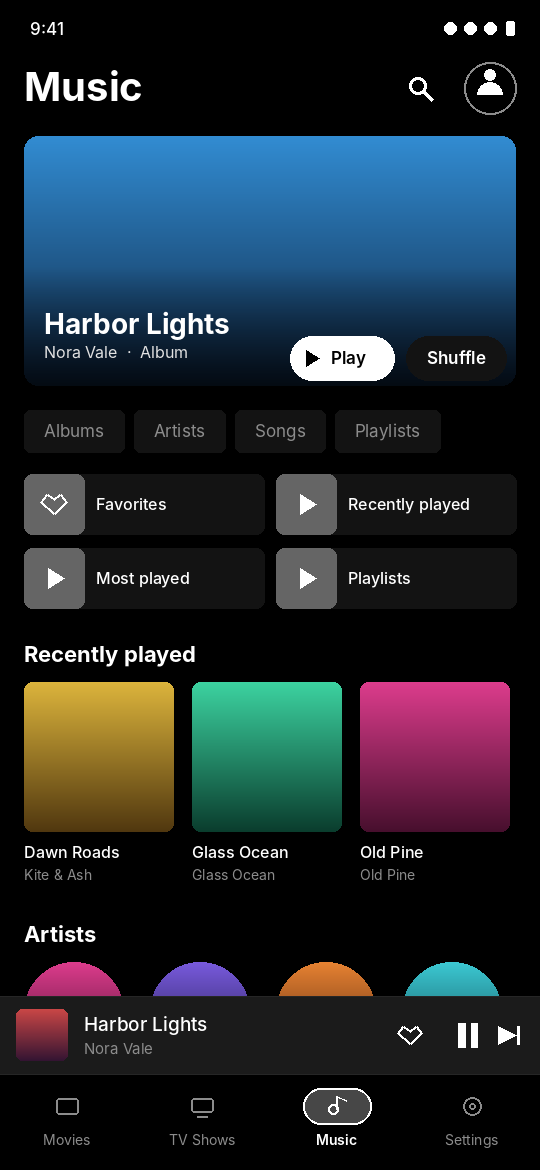 9:41
Music
Harbor Lights
Nora Vale · Album
Play
Shuffle
Albums
Artists
Songs
Playlists
Favorites
Recently played
Most played
Playlists
Recently played
Dawn Roads
Kite & Ash
Glass Ocean
Glass Ocean
Old Pine
Old Pine
Artists
Harbor Lights
Nora Vale
Movies
TV Shows
Music
Settings